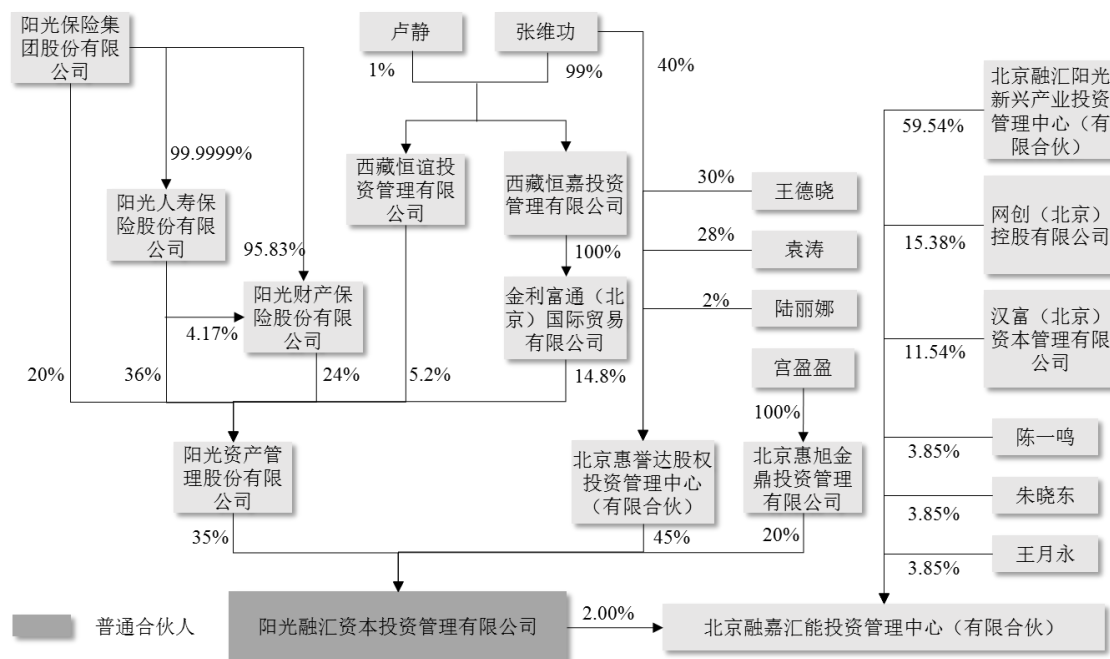 阳光保险集
团股份有限
公司
卢静
张维功
1%
99%
40%
北京融汇阳光
新兴产业投资
管理中心（有
限合伙）
59.54%
99.9999%
西藏恒谊投
资管理有限
公司
西藏恒嘉投资
管理有限公司
30%
王德晓
阳光人寿保
险股份有限
公司
网创（北京）
控股有限公司
15.38%
95.83%
100%
28%
袁涛
阳光财产保
险股份有限
公司
4.17%
金利富通（北
京）国际贸易
有限公司
2%
陆丽娜
汉富（北京）
资本管理有限
公司
11.54%
20%
36%
24%
5.2%
14.8%
宫盈盈
100%
阳光资产管
理股份有限
公司
北京惠誉达股权
投资管理中心
（有限合伙）
北京惠旭金
鼎投资管理
有限公司
陈一鸣
3.85%
朱晓东
3.85%
35%
45%
20%
王月永
3.85%
普通合伙人
阳光融汇资本投资管理有限公司
2.00%
北京融嘉汇能投资管理中心（有限合伙）